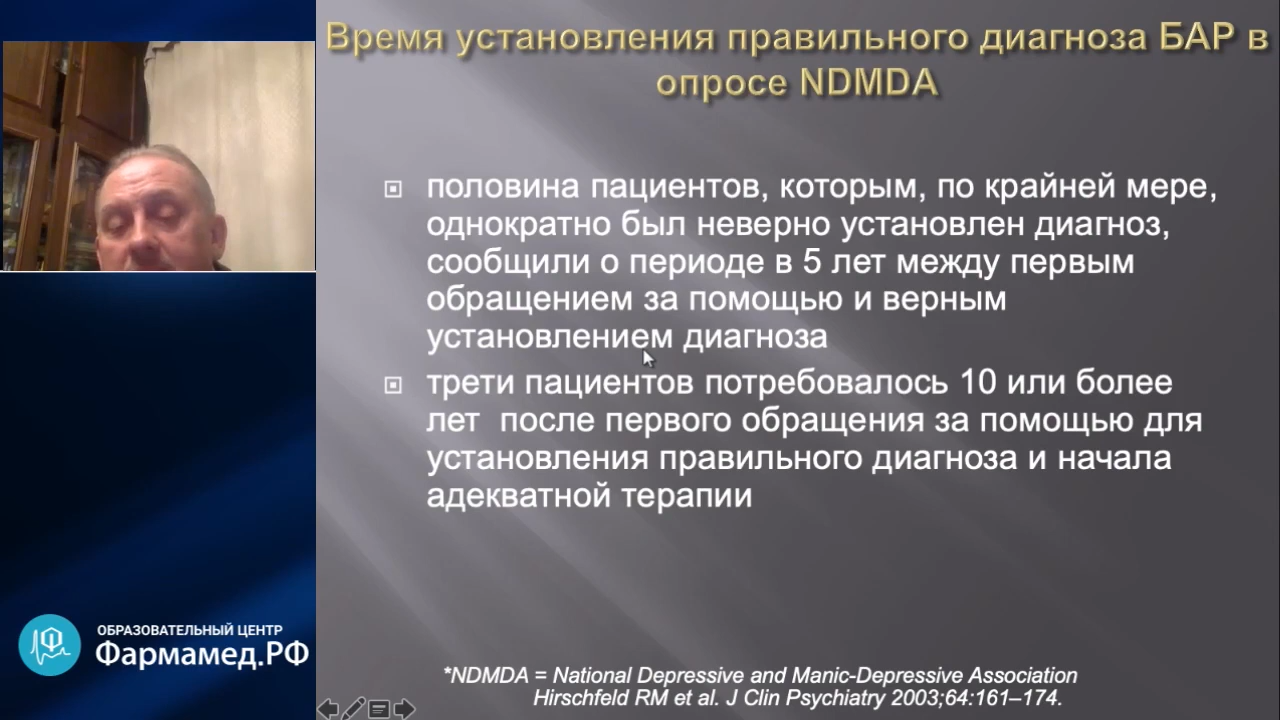 Время установления правильного диагноза БАР в
опросе NDMDA
половина пациентов, которым, по крайней мере,
однократно был неверно установлен диагноз,
сообщили о периоде в 5 лет между первым
обращением за помощью и верным
установлением диагноза
трети пациентов потребовалось 10 или более
лет после первого обращения за помощью для
установления правильного диагноза и начала
адекватной терапии
*NDMDA = National Depressive and Manic-Depressive Association
Hirschfeld RM et al. J Clin Psychiatry 2003;64:161–174.
ОБРАЗОВАТЕЛЬНЫЙ ЦЕНТР
Фармамед.РФ